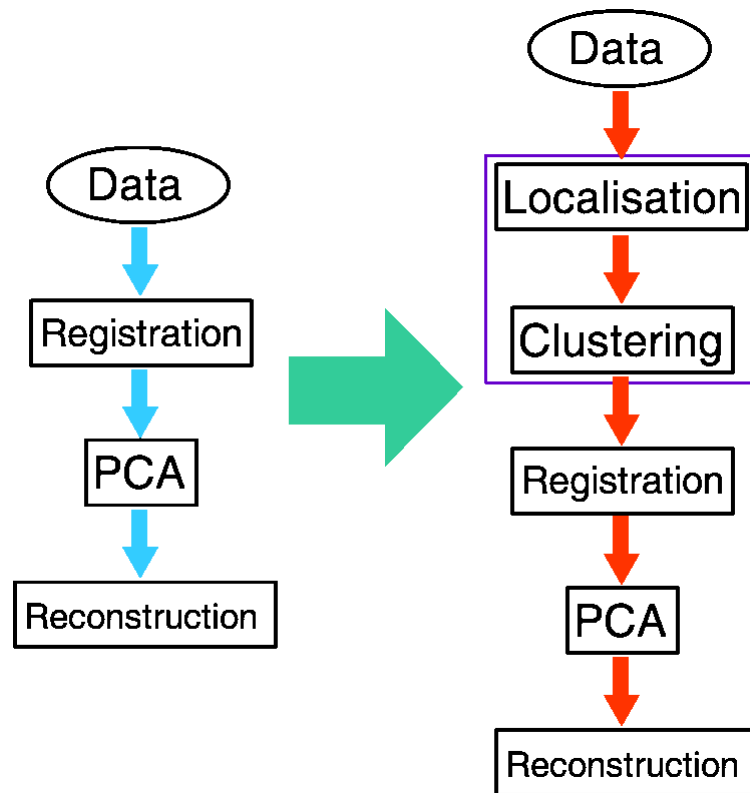 Data
Registration
PCA
Reconstruction
Data
Localisation
Clustering
Registration
PCA
Reconstruction